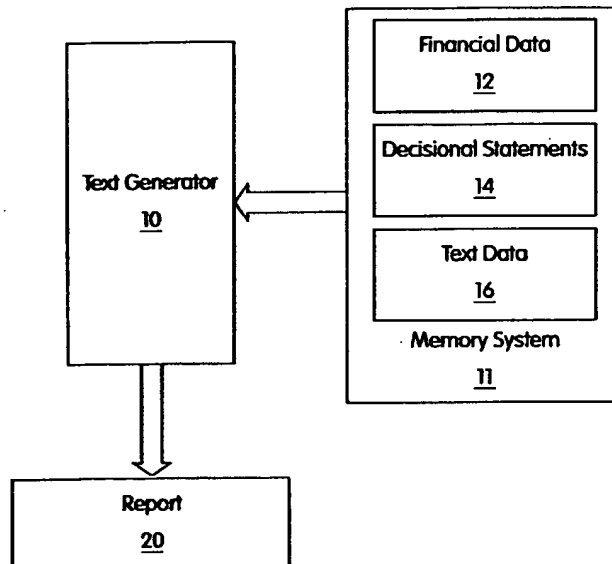 Text Generator
10
Financial Data
12
Decisional Statements
14
Text Data
16
Memory System
11
Report
20